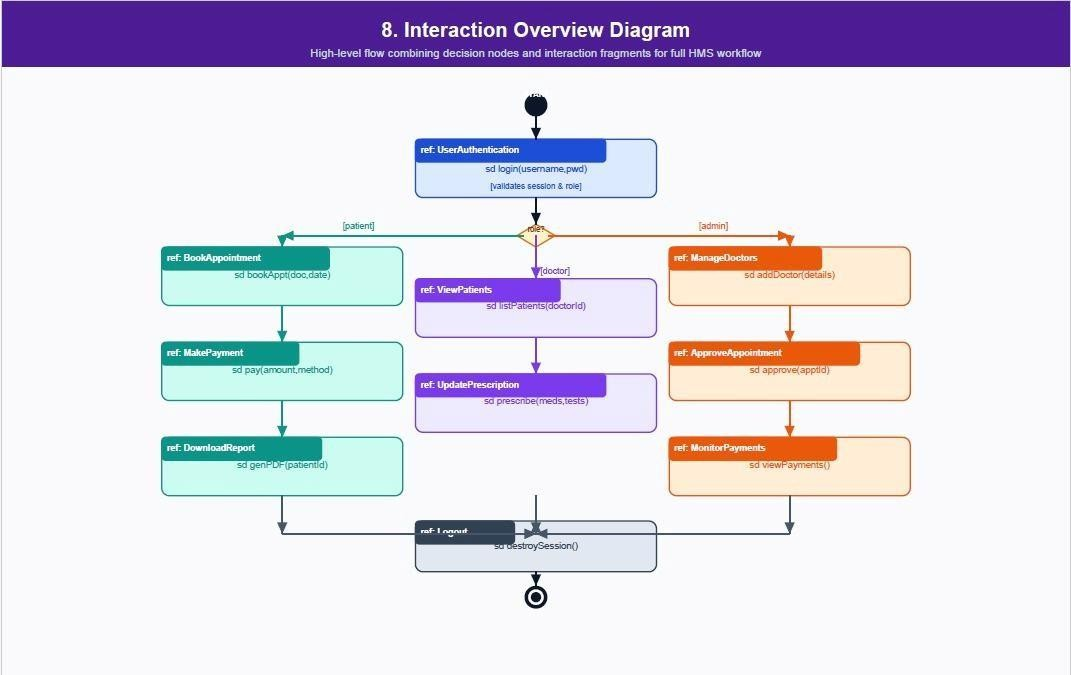 8. Interaction Overview Diagram
High-level flow combining decision nodes and interaction fragments for full HMS workflow
ref: UserAuthentication
sd login(username,pwd)
[validates session & role]
role?
[patient]
[admin]
[doctor]
ref: BookAppointment
sd bookAppt(doc,date)
ref: ViewPatients
sd listPatients(doctorId)
ref: ManageDoctors
sd addDoctor(details)
ref: MakePayment
sd pay(amount,method)
ref: UpdatePrescription
sd prescribe(meds,tests)
ref: ApproveAppointment
sd approve(apptId)
ref: DownloadReport
sd genPDF(patientId)
ref: MonitorPayments
sd viewPayments()
ref: Logout
sd destroySession()